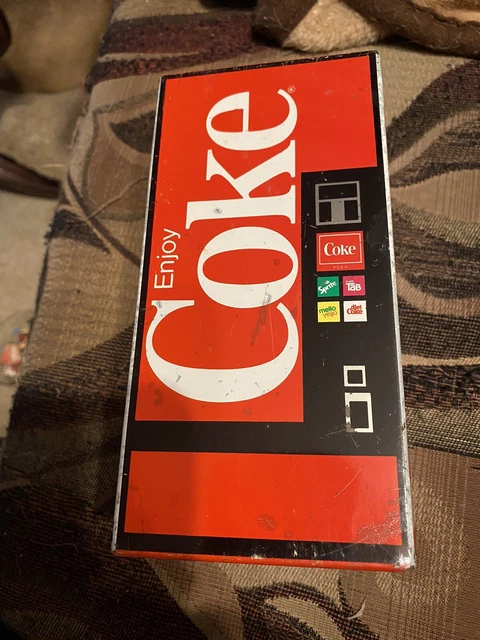 Enjoy
Coke®
Coke
Sprite
TAB
mello
yello
diet
Coke